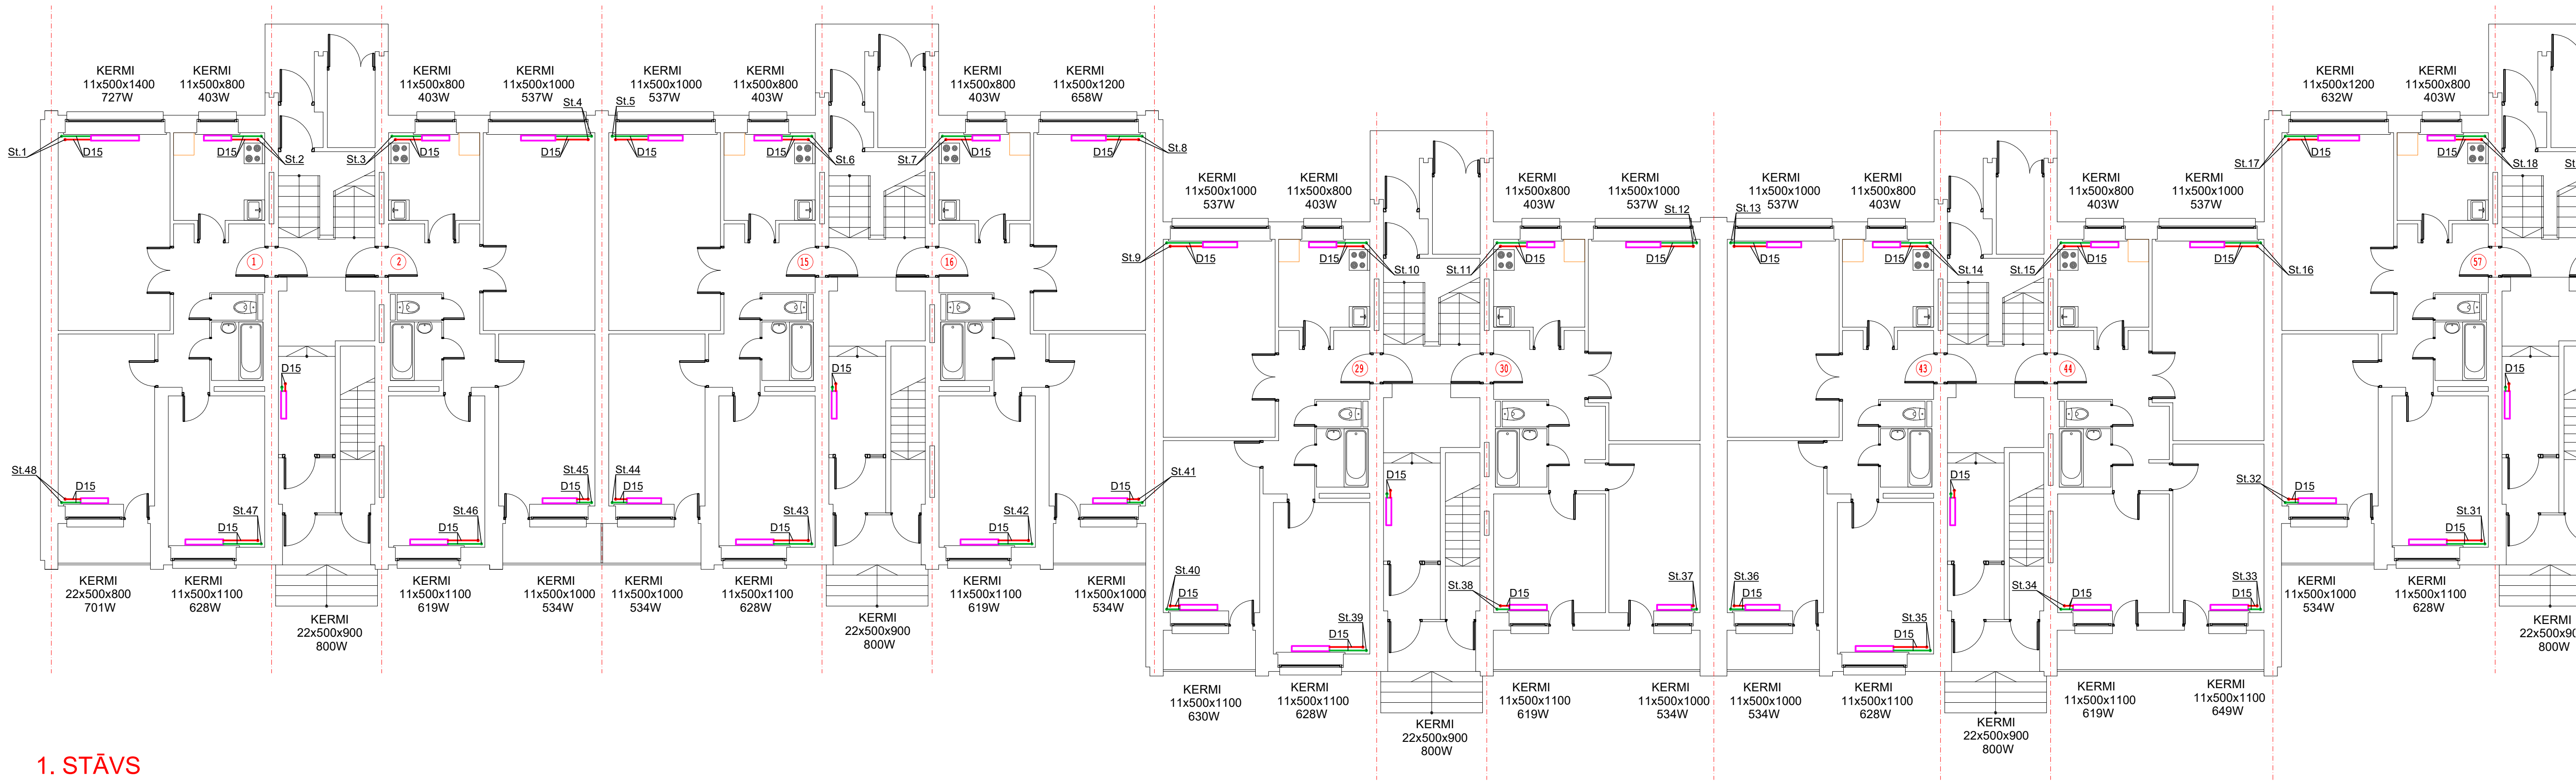 KERMI
11x500x1400
727W
KERMI
11x500x800
403W
KERMI
11x500x800
403W
KERMI
11x500x1000
537W
KERMI
11x500x1000
537W
KERMI
11x500x800
403W
KERMI
11x500x800
403W
KERMI
11x500x1200
658W
KERMI
11x500x1200
632W
KERMI
11x500x800
403W
St.4
St.5
St.1
D15
D15
St.2
St.3
D15
D15
D15
D15
St.6
St.7
D15
D15
St.8
St.17
D15
D15
St.18
St.
KERMI
11x500x1000
537W
KERMI
11x500x800
403W
KERMI
11x500x800
403W
KERMI
11x500x1000
537W
KERMI
11x500x1000
537W
KERMI
11x500x800
403W
KERMI
11x500x800
403W
KERMI
11x500x1000
537W
St.12
St.13
St.9
D15
D15
St.10
St.11
D15
D15
D15
D15
St.14
St.15
D15
D15
St.16
1
2
15
16
57
29
30
43
44
D15
D15
D15
D15
D15
St.48
D15
St.47
D15
St.46
D15
St.45
D15
St.44
D15
St.43
D15
St.42
D15
St.41
D15
St.32
D15
St.31
D15
St.40
D15
St.39
D15
St.38
D15
St.37
St.36
D15
St.35
D15
St.34
D15
St.33
D15
KERMI
22x500x800
701W
KERMI
11x500x1100
628W
KERMI
22x500x900
800W
KERMI
11x500x1100
619W
KERMI
11x500x1000
534W
KERMI
11x500x1000
534W
KERMI
11x500x1100
628W
KERMI
22x500x900
800W
KERMI
11x500x1100
619W
KERMI
11x500x1000
534W
KERMI
11x500x1000
534W
KERMI
11x500x1100
628W
KERMI
22x500x90
800W
KERMI
11x500x1100
630W
KERMI
11x500x1100
628W
KERMI
22x500x900
800W
KERMI
11x500x1100
619W
KERMI
11x500x1000
534W
KERMI
11x500x1000
534W
KERMI
11x500x1100
628W
KERMI
22x500x900
800W
KERMI
11x500x1100
619W
KERMI
11x500x1100
649W
1. STĀVS